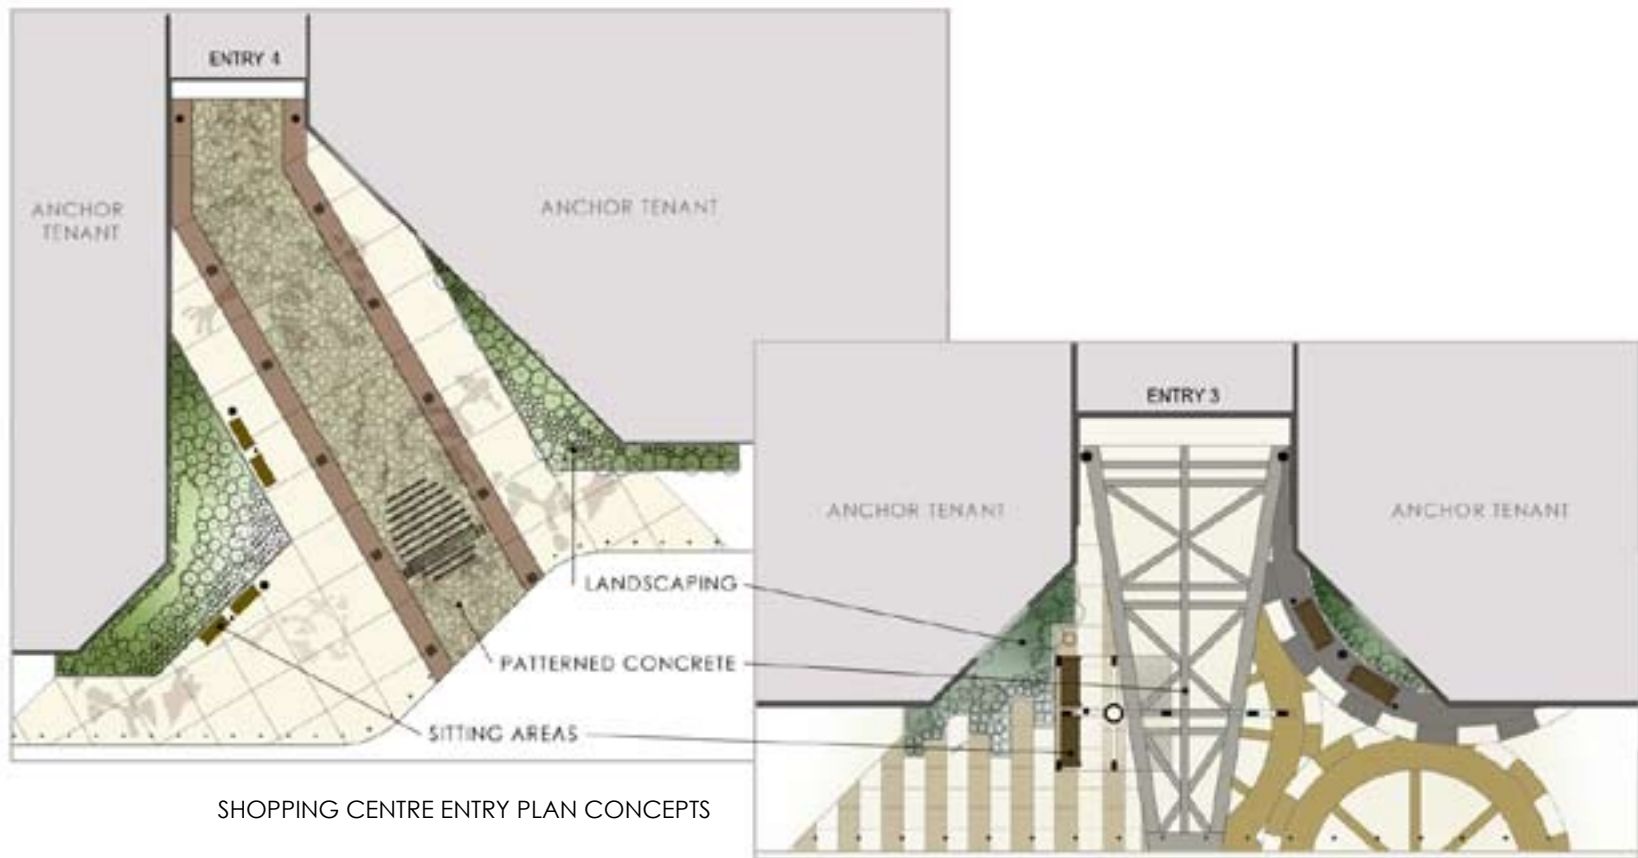 ENTRY 4
ANCHOR
TENANT
ANCHOR TENANT
ENTRY 3
ANCHOR TENANT
ANCHOR TENANT
LANDSCAPING
PATTERNED CONCRETE
SITTING AREAS
SHOPPING CENTRE ENTRY PLAN CONCEPTS